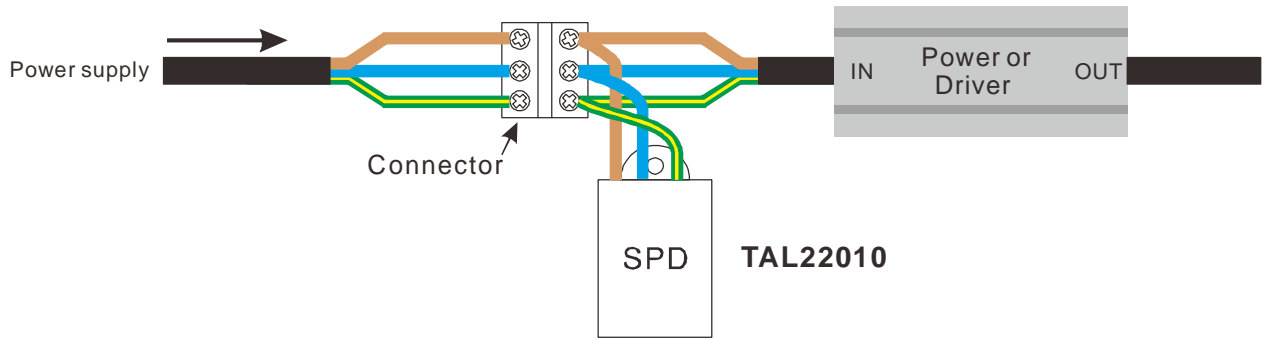 Power supply
Connector
IN
Power or
Driver
OUT
SPD
TAL22010